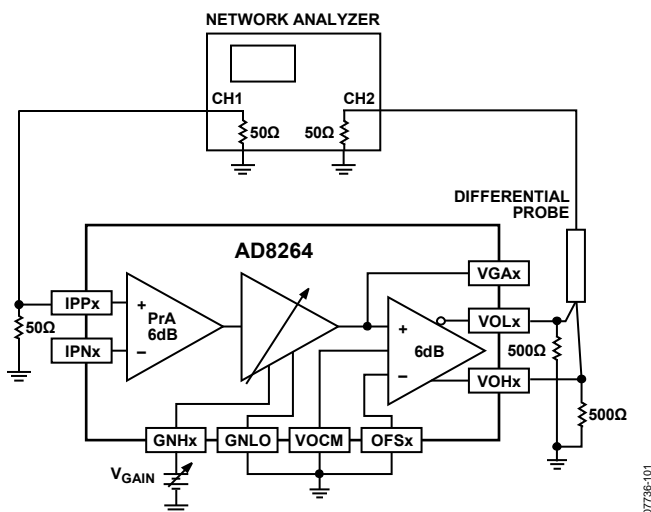 NETWORK ANALYZER
CH1
CH2
50Ω
50Ω
DIFFERENTIAL
PROBE
AD8264
VGAx
IPPx
+
PrA
6dB
–
+
6dB
–
VOLx
50Ω
IPNx
500Ω
VOHx
500Ω
GNHx
GNLO
VOCM
OFSx
VGAIN
07736-101